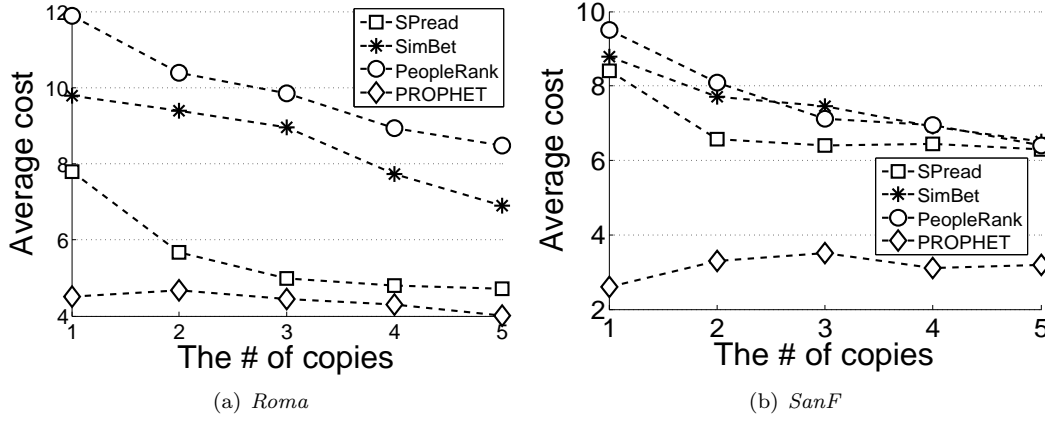 12
10
8
6
4
Average cost
SPread
SimBet
PeopleRank
PROPHET
1 2 3 4 5
The # of copies
(a) Roma
10
8
6
4
2
Average cost
SPread
SimBet
PeopleRank
PROPHET
1 2 3 4 5
The # of copies
(b) SanF